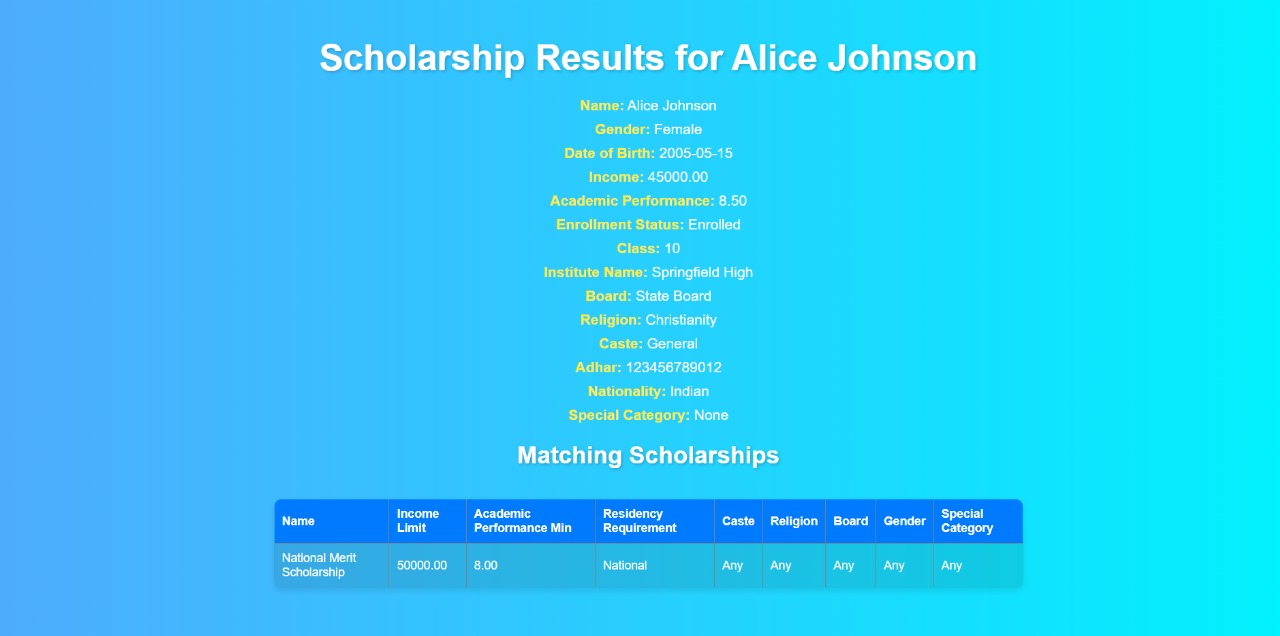 Scholarship Results for Alice Johnson
Name: Alice Johnson
Gender: Female
Date of Birth: 2005-05-15
Income: 45000.00
Academic Performance: 8.50
Enrollment Status: Enrolled
Class: 10
Institute Name: Springfield High
Board: State Board
Religion: Christianity
Caste: General
Adhar: 123456789012
Nationality: Indian
Special Category: None
Matching Scholarships
Name Income Limit Academic Performance Min Residency Requirement Caste Religion Board Gender Special Category
National Merit Scholarship 50000.00 8.00 National Any Any Any Any Any